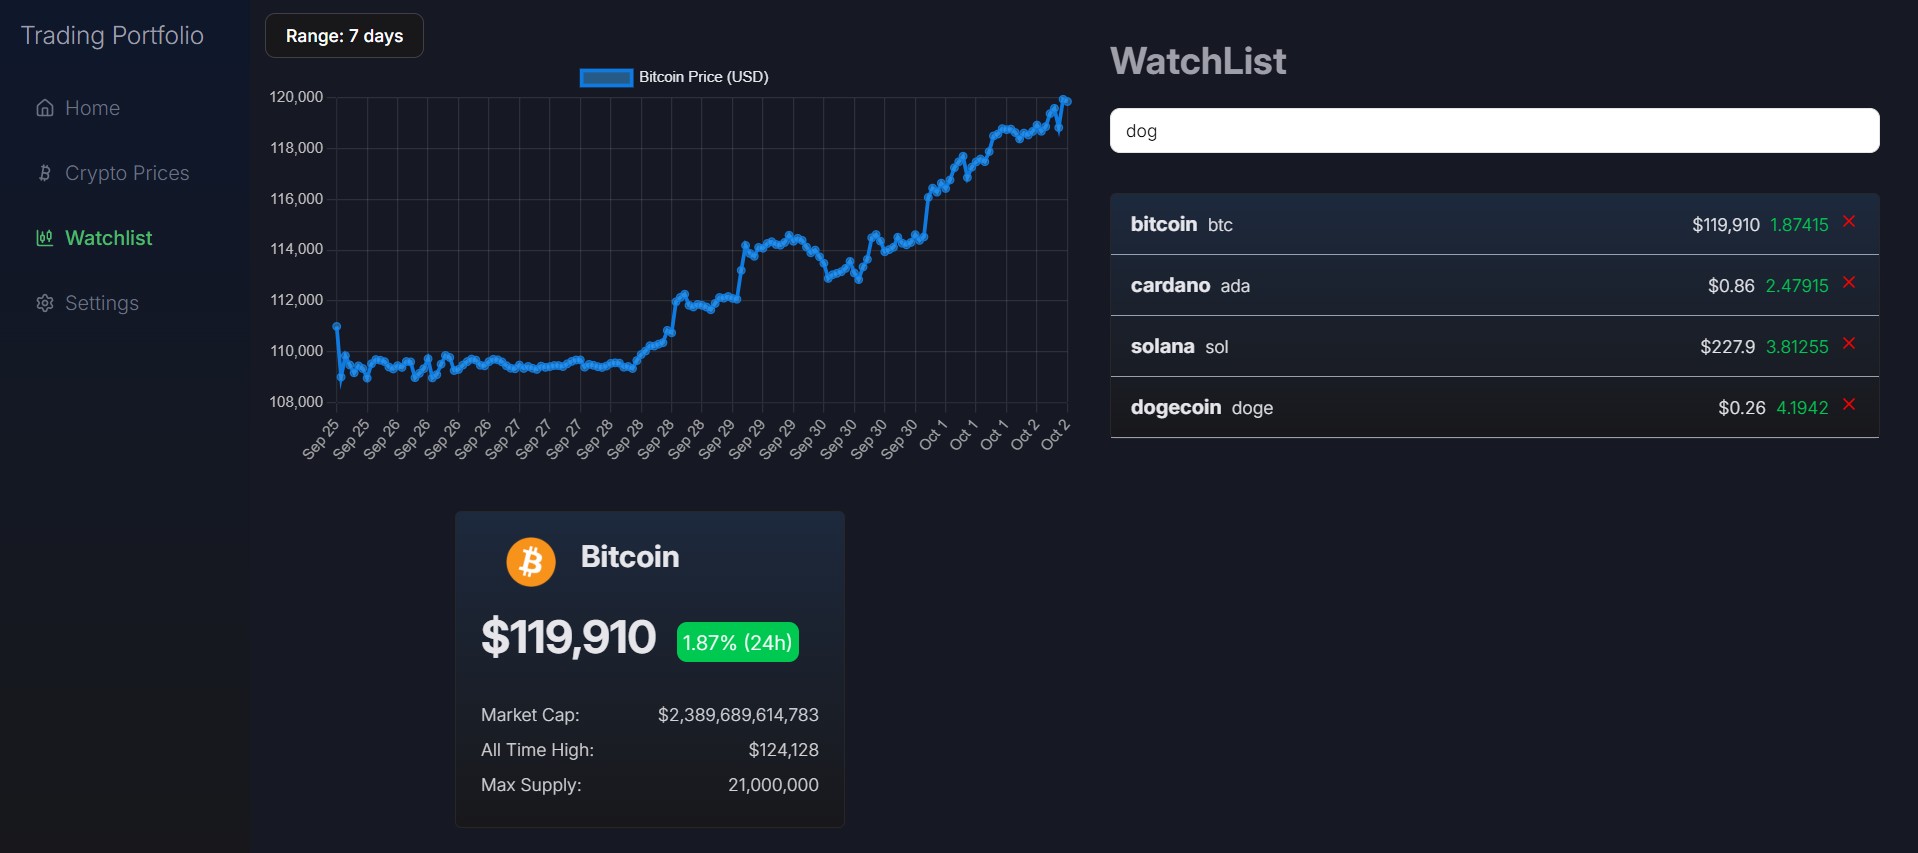 Trading Portfolio
Home
Crypto Prices
Watchlist
Settings
Range: 7 days
Bitcoin Price (USD)
120,000
118,000
116,000
114,000
112,000
110,000
108,000
Sep 25
Sep 25
Sep 26
Sep 26
Sep 26
Sep 26
Sep 27
Sep 27
Sep 27
Sep 28
Sep 28
Sep 28
Sep 28
Sep 29
Sep 29
Sep 29
Sep 30
Sep 30
Sep 30
Sep 30
Oct 1
Oct 1
Oct 1
Oct 2
Oct 2
Bitcoin
$119,910 1.87% (24h)
Market Cap: $2,389,689,614,783
All Time High: $124,128
Max Supply: 21,000,000
WatchList
dog
bitcoin btc $119,910 1.87415
cardano ada $0.86 2.47915
solana sol $227.9 3.81255
dogecoin doge $0.26 4.1942